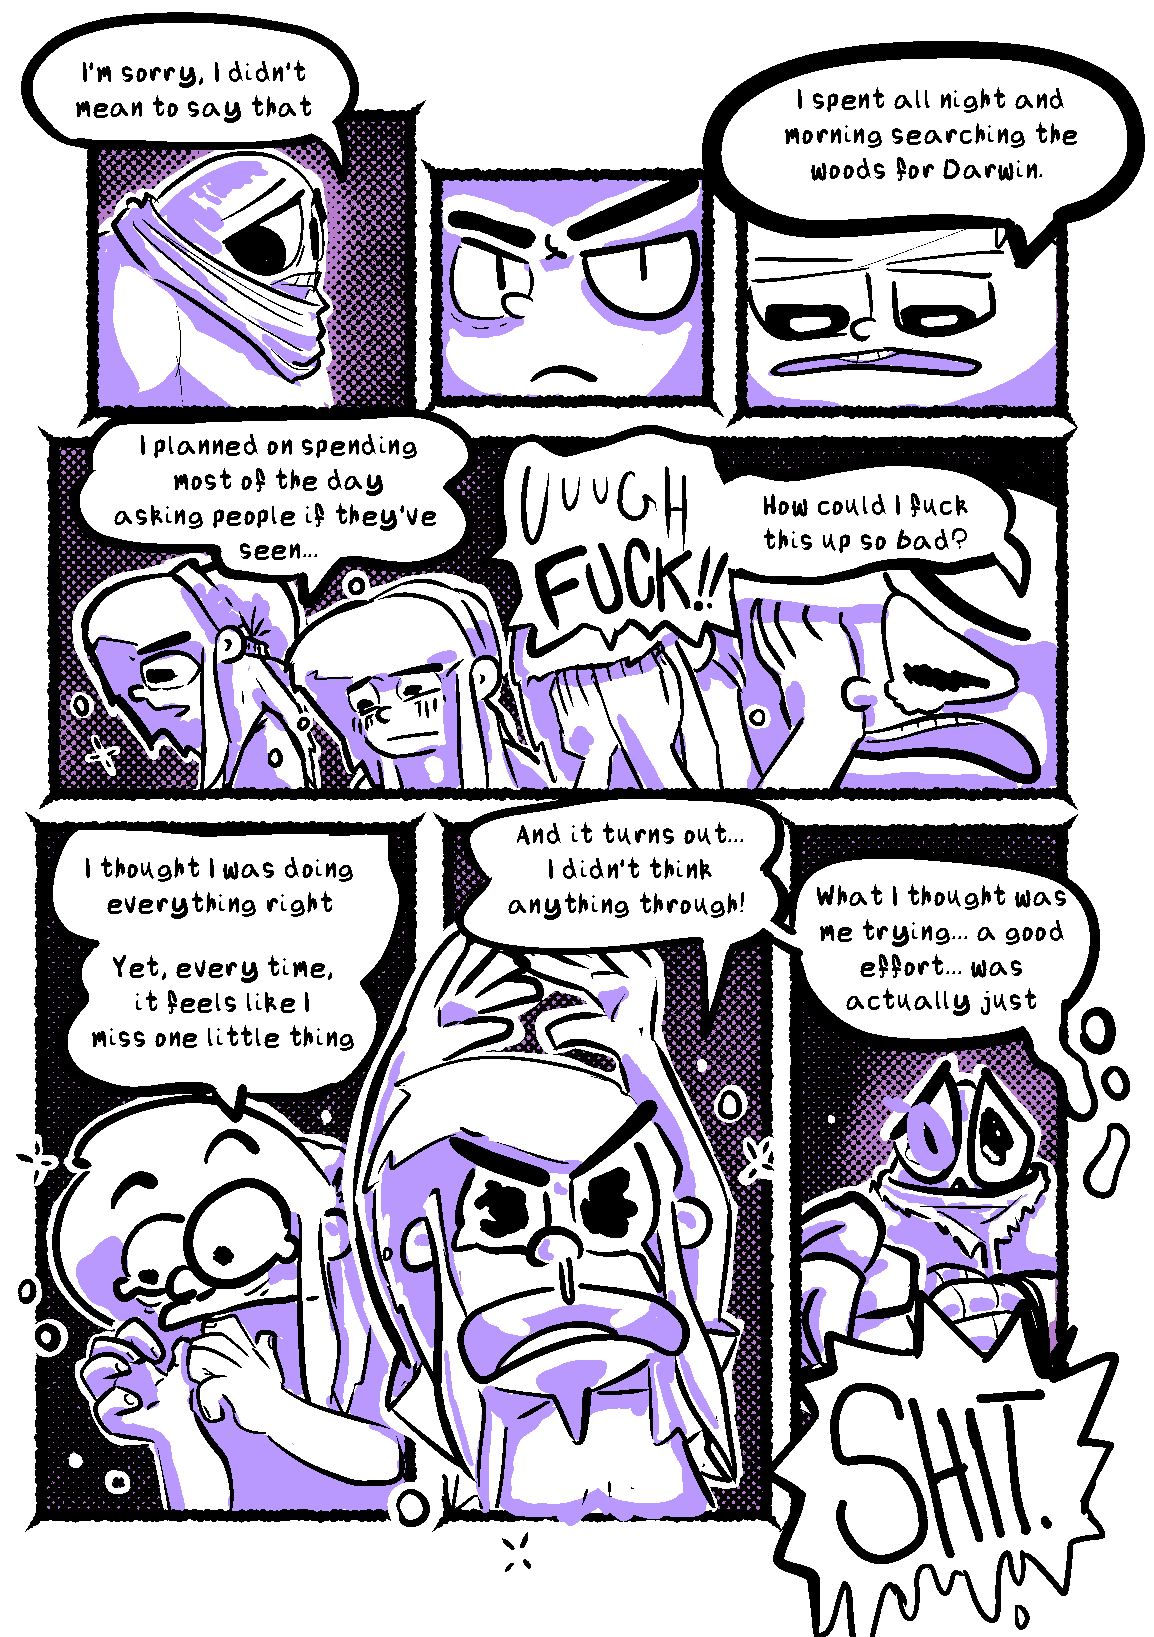 I'm sorry, I didn't
mean to say that
I spent all night and
morning searching the
woods for Darwin.
I planned on spending
most of the day
asking people if they've
seen...
UUUGH
FUCK!!
How could I fuck
this up so bad?
I thought I was doing
everything right
Yet, every time,
it feels like I
miss one little thing
And it turns out...
I didn't think
anything through!
What I thought was
me trying... a good
effort... was
actually just
SHIT.